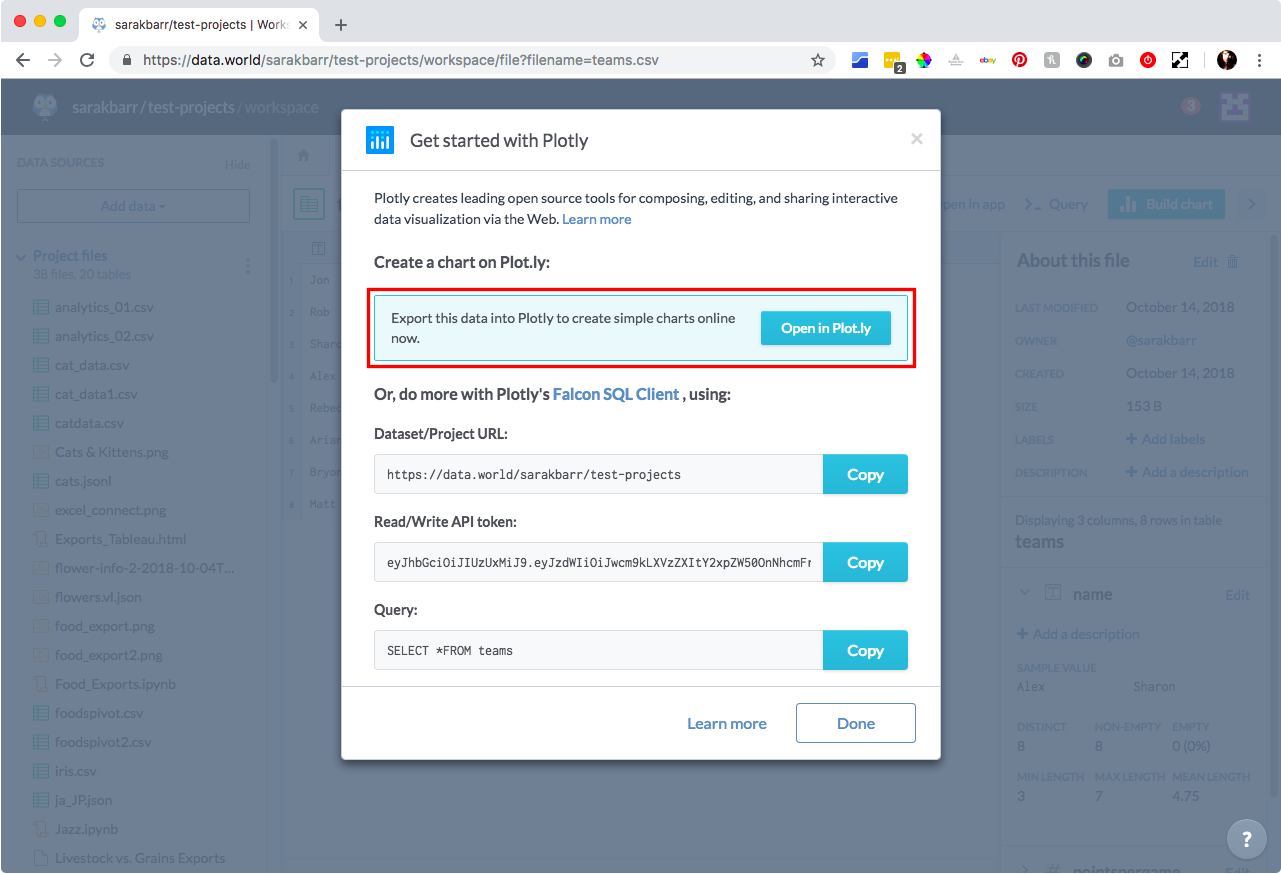 sarakbarr/test-projects | Works
https://data.world/sarakbarr/test-projects/workspace/file?filename=teams.csv
2
ebay
sarakbarr/test-projects/workspace
3
DATA SOURCES
Hide
Add data
Project files
38 files, 20 tables
analytics_01.csv
analytics_02.csv
cat_data.csv
cat_data1.csv
catdata.csv
Cats & Kittens.png
cats.jsonl
excel_connect.png
Exports_Tableau.html
flower-info-2-2018-10-04T...
flowers.vl.json
food_export.png
food_export2.png
Food_Exports.ipynb
foodspivot.csv
foodspivot2.csv
iris.csv
ja_JP.json
Jazz.ipynb
Livestock vs. Grains Exports
1 Jon
2 Rob
3 Sharo
4 Alex
5 Rebe
6 Arian
7 Bryon
8 Matt
Get started with Plotly
×
Plotly creates leading open source tools for composing, editing, and sharing interactive
data visualization via the Web. Learn more
Create a chart on Plot.ly:
Export this data into Plotly to create simple charts online
now.
Open in Plot.ly
Or, do more with Plotly's Falcon SQL Client , using:
Dataset/Project URL:
https://data.world/sarakbarr/test-projects
Copy
Read/Write API token:
eyJhbGciOiJIUzUxMiJ9.eyJzdWIiOiJwcm9kLXVzZXItY2xpZW50OnNhcmFr
Copy
Query:
SELECT *FROM teams
Copy
Learn more
Done
pen in app
Query
Build chart
About this file
Edit
LAST MODIFIED October 14, 2018
OWNER @sarakbarr
CREATED October 14, 2018
SIZE 153 B
LABELS + Add labels
DESCRIPTION + Add a description
Displaying 3 columns, 8 rows in table
teams
name
Edit
+ Add a description
SAMPLE VALUE
Alex Sharon
DISTINCT NON-EMPTY EMPTY
8 8 0 (0%)
MIN LENGTH MAX LENGTH MEAN LENGTH
3 7 4.75
?
# pointspergame
Edit